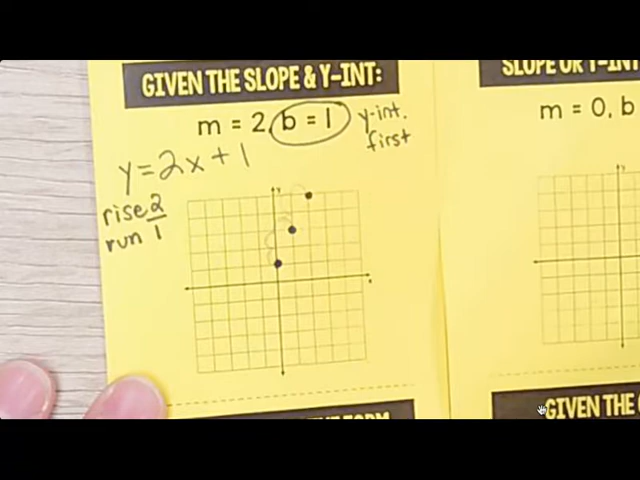 GIVEN THE SLOPE & Y-INT:
m = 2, b = 1
y-int.
first
y=2x+1
rise 2
run 1
y
x
SLOPE OR Y-INT
m = 0, b
y
FORM
GIVEN THE